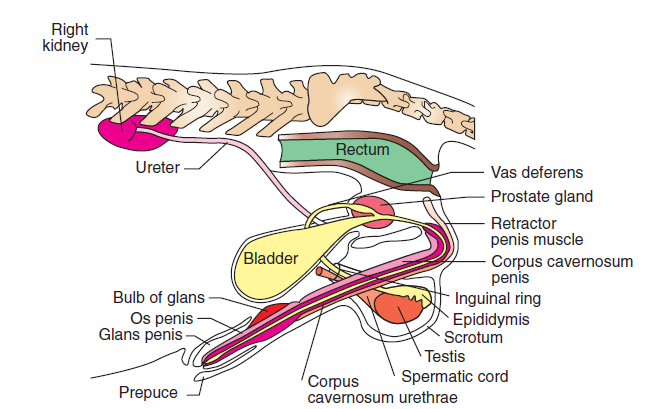 Right
kidney
Rectum
Ureter
Vas deferens
Prostate gland
Retractor
penis muscle
Bladder
Corpus cavernosum
penis
Bulb of glans
Inguinal ring
Os penis
Epididymis
Glans penis
Scrotum
Testis
Spermatic cord
Prepuce
Corpus
cavernosum urethrae